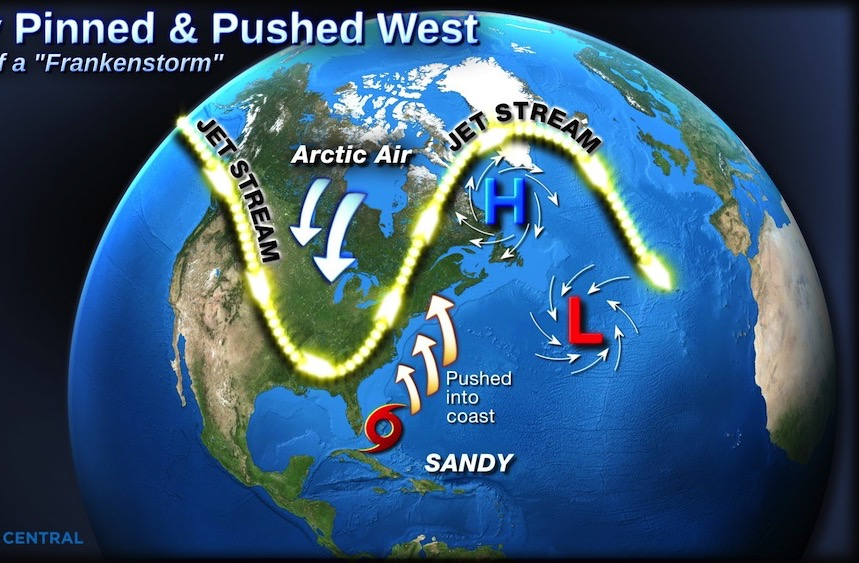 Pinned & Pushed West
of a "Frankenstorm"
JET STREAM
JET STREAM
Arctic Air
H
L
Pushed
into
coast
SANDY
CENTRAL